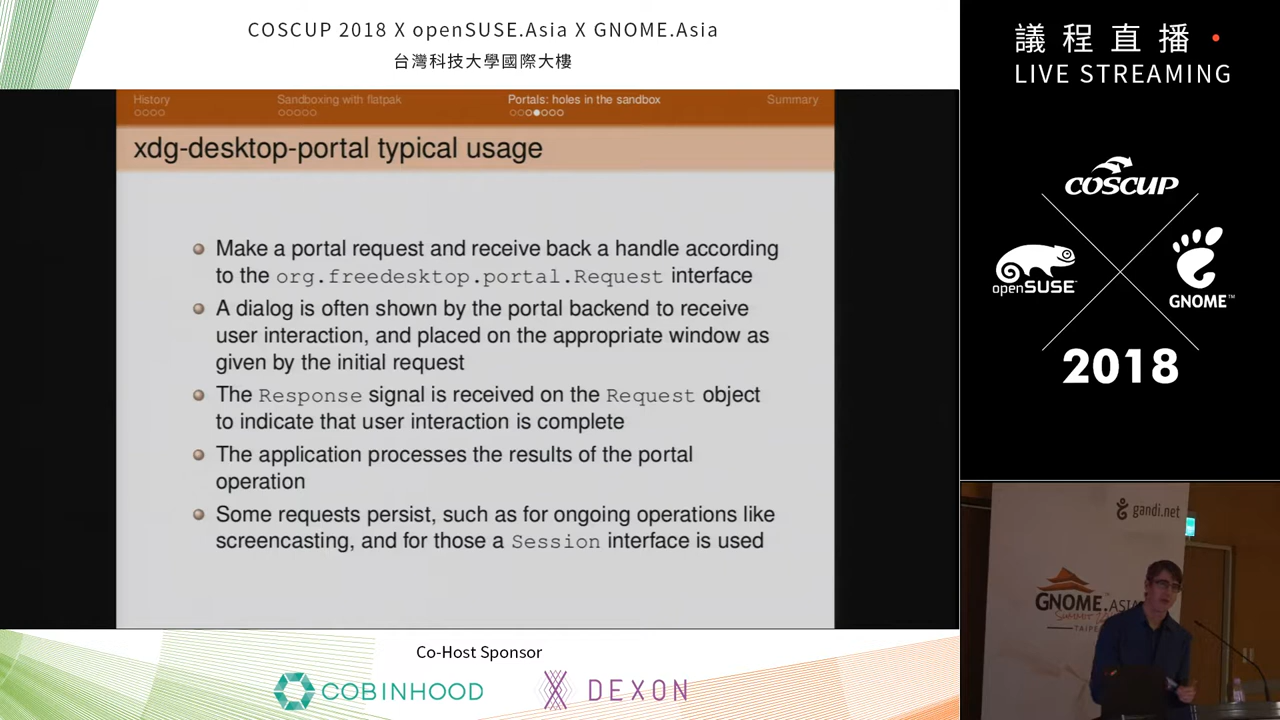 COSCUP 2018 X openSUSE.Asia X GNOME.Asia
台灣科技大學國際大樓
議程直播
LIVE STREAMING
History
Sandboxing with flatpak
Portals: holes in the sandbox
Summary
xdg-desktop-portal typical usage
Make a portal request and receive back a handle according
to the org.freedesktop.portal.Request interface
A dialog is often shown by the portal backend to receive
user interaction, and placed on the appropriate window as
given by the initial request
The Response signal is received on the Request object
to indicate that user interaction is complete
The application processes the results of the portal
operation
Some requests persist, such as for ongoing operations like
screencasting, and for those a Session interface is used
COSCUP
openSUSE
GNOME™
2018
gandi.net
GNOME.ASIA
Co-Host Sponsor
COBINHOOD
DEXON